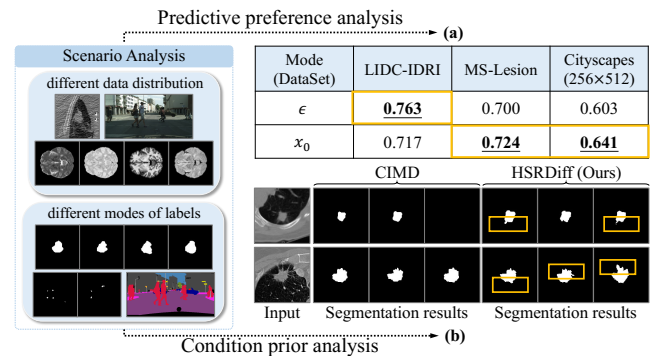 Predictive preference analysis
(a)
Scenario Analysis
different data distribution
different modes of labels
Mode (DataSet) LIDC-IDRI MS-Lesion Cityscapes (256×512)
ϵ 0.763 0.700 0.603
x₀ 0.717 0.724 0.641
CIMD HSRDiff (Ours)
Input Segmentation results Segmentation results
(b)
Condition prior analysis